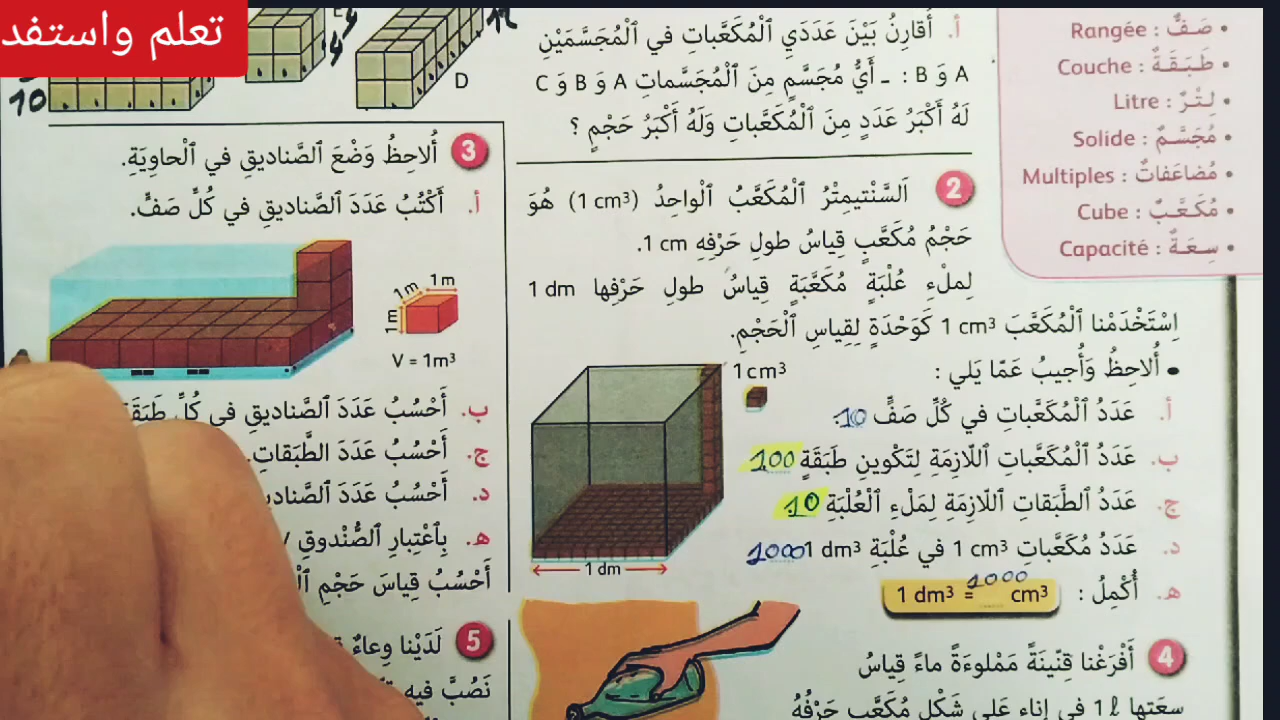 تعلم واستفد
صَفٌّ : Rangée
طَبَقَةٌ : Couche
لِتْرٌ : Litre
مُجَسَّمٌ : Solide
مُضاعَفاتٌ : Multiples
مُكَعَّبٌ : Cube
سِعَةٌ : Capacité
أ. أُقارِنُ بَيْنَ عَدَدَيِ ٱلْمُكَعَّباتِ في ٱلْمُجَسَّمَيْنِ
A وَ B : ـ أَيُّ مُجَسَّمٍ مِنَ ٱلْمُجَسَّماتِ A وَ B وَ C
لَهُ أَكْبَرُ عَدَدٍ مِنَ ٱلْمُكَعَّباتِ وَلَهُ أَكْبَرُ حَجْمٍ ؟
D
10
2 اَلسَّنْتيمِتْرُ ٱلْمُكَعَّبُ ٱلْواحِدُ (1 cm³) هُوَ
حَجْمُ مُكَعَّبٍ قِياسُ طولِ حَرْفِهِ 1 cm.
لِملْءِ عُلْبَةٍ مُكَعَّبَةٍ قِياسُ طولِ حَرْفِها 1 dm
اِسْتَخْدَمْنا ٱلْمُكَعَّبَ 1 cm³ كَوَحْدَةٍ لِقِياسِ ٱلْحَجْمِ.
• أُلاحِظُ وَأُجيبُ عَمّا يَلي :
أ. عَدَدُ ٱلْمُكَعَّباتِ في كُلِّ صَفٍّ 10
ب. عَدَدُ ٱلْمُكَعَّباتِ ٱللّازِمَةِ لِتَكْوينِ طَبَقَةٍ 100
ج. عَدَدُ ٱلطَّبَقاتِ ٱللّازِمَةِ لِمَلْءِ ٱلْعُلْبَةِ 10
د. عَدَدُ مُكَعَّباتِ 1 cm³ في عُلْبَةِ 1 dm³ 1000
هـ. أُكْمِلُ : 1 dm³ = 1000 cm³
1cm³
1 dm
3 أُلاحِظُ وَضْعَ ٱلصَّناديقِ في ٱلْحاوِيَةِ.
أ. أَكْتُبُ عَدَدَ ٱلصَّناديقِ في كُلِّ صَفٍّ.
1m 1m
1m
V = 1m³
ب. أَحْسُبُ عَدَدَ ٱلصَّناديقِ في كُلِّ
ج. أَحْسُبُ عَدَدَ ٱلطَّبَقاتِ.
د. أَحْسُبُ عَدَدَ
هـ. بِٱعْتِبارِ ٱلصُّنْدوقِ
أَحْسُبُ قِياسَ حَجْمِ
4 أَفْرَغْنا قِنّينَةً مَمْلوءَةً ماءً قِياسُ
سِعَتِها 1 ℓ في إِناءٍ عَلى شَكْلِ مُكَعَّبٍ حَرْفُهُ
5 لَدَيْنا وِعاءٌ
نَصُبُّ فيهِ